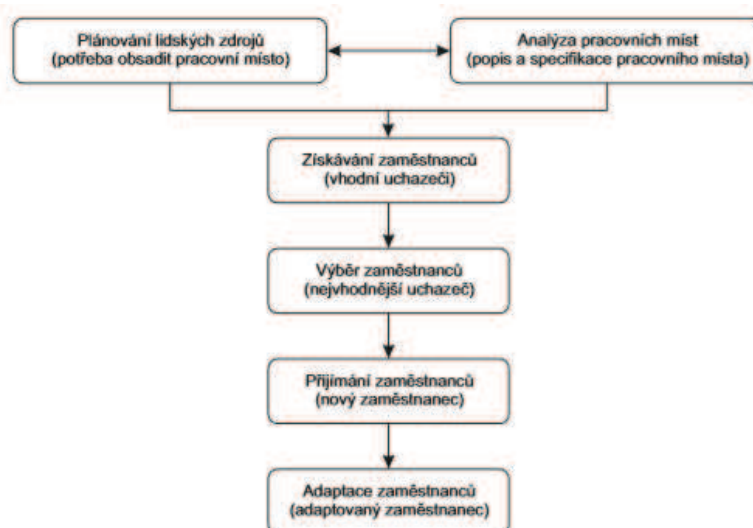 Plánování lidských zdrojů
(potřeba obsadit pracovní místo)
Analýza pracovních míst
(popis a specifikace pracovního místa)
Získávání zaměstnanců
(vhodní uchazeči)
Výběr zaměstnanců
(nejvhodnější uchazeč)
Přijímání zaměstnanců
(nový zaměstnanec)
Adaptace zaměstnanců
(adaptovaný zaměstnanec)